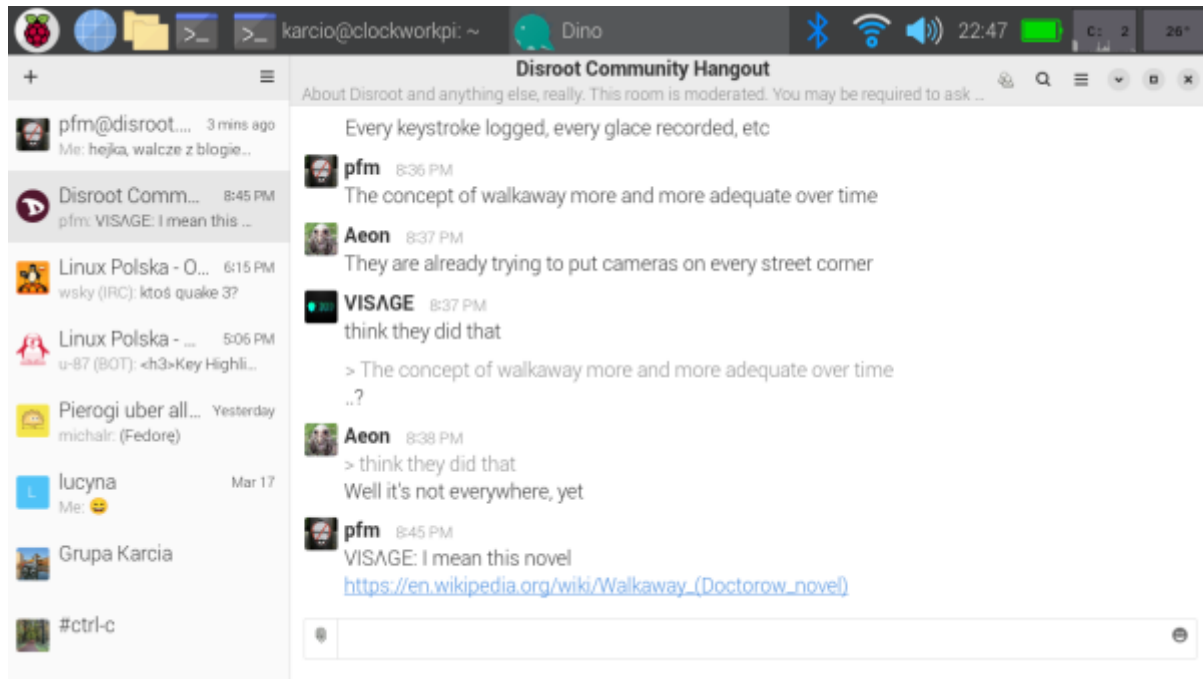 karcio@clockworkpi: ~
Dino
22:47
C: 2
26°
Disroot Community Hangout
About Disroot and anything else, really. This room is moderated. You may be required to ask ...
pfm@disroot.... 3 mins ago
Me: hejka, walcze z blogie...
Disroot Comm... 8:45 PM
pfm: VISΛGE: I mean this ...
Linux Polska - O... 6:15 PM
wsky (IRC): ktoś quake 3?
Linux Polska - ... 5:06 PM
u-87 (BOT): <h3>Key Highli...
Pierogi uber all... Yesterday
michalr: (Fedorę)
L
lucyna Mar 17
Me: 😄
Grupa Karcia
#ctrl-c
Every keystroke logged, every glace recorded, etc
pfm 8:36 PM
The concept of walkaway more and more adequate over time
Aeon 8:37 PM
They are already trying to put cameras on every street corner
VISΛGE 8:37 PM
think they did that
> The concept of walkaway more and more adequate over time
..?
Aeon 8:38 PM
> think they did that
Well it's not everywhere, yet
pfm 8:45 PM
VISΛGE: I mean this novel
https://en.wikipedia.org/wiki/Walkaway_(Doctorow_novel)